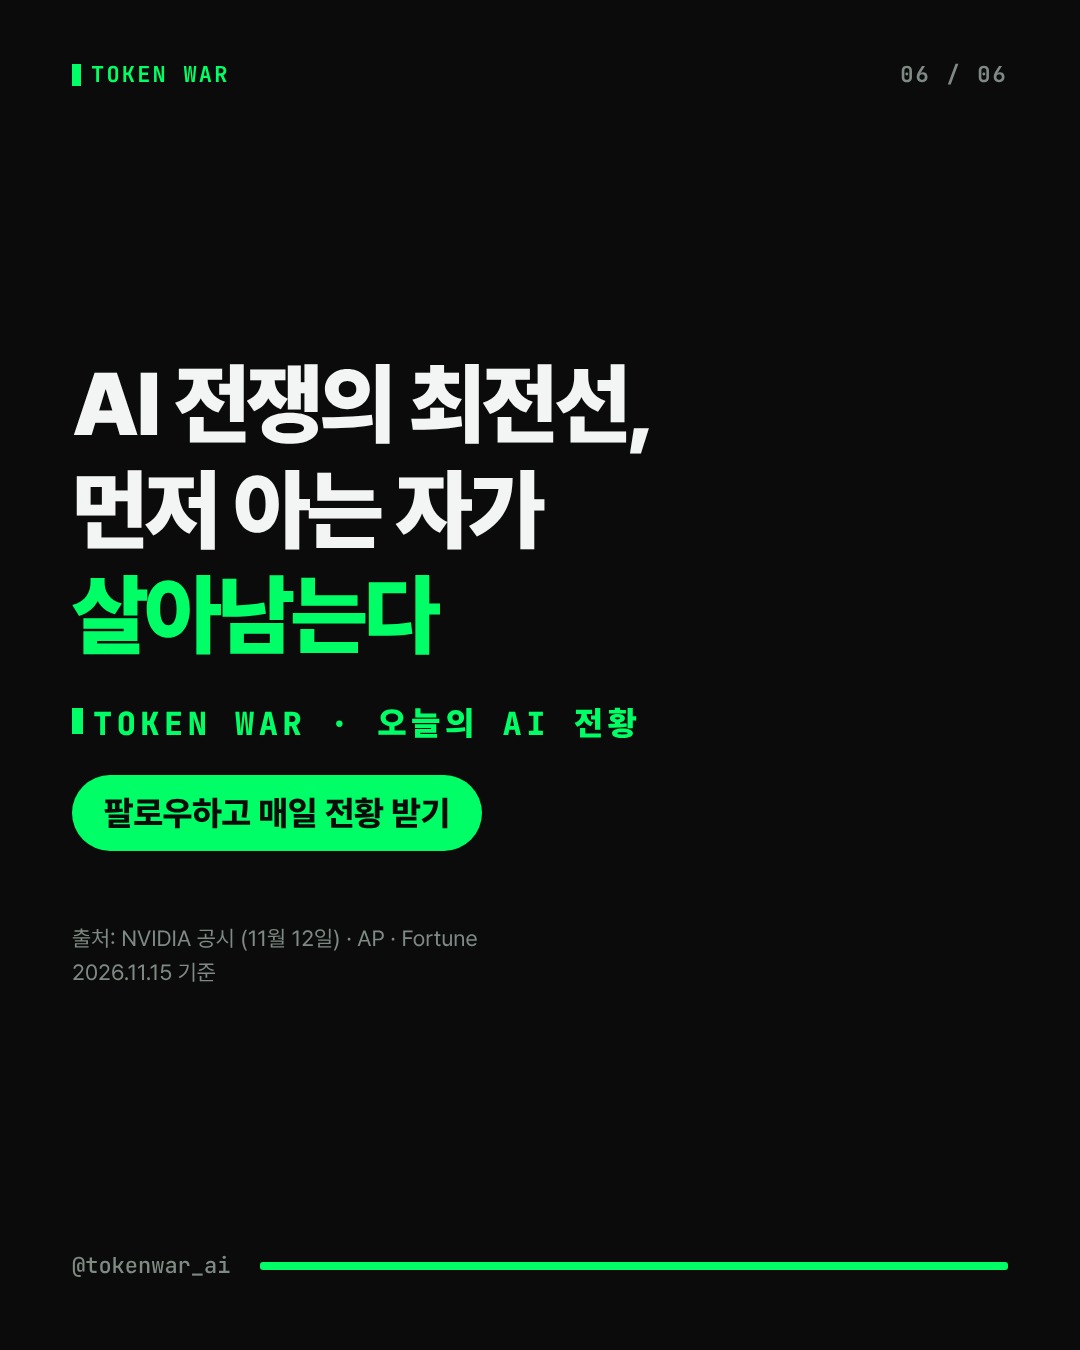 TOKEN WAR
06 / 06
AI 전쟁의 최전선,
먼저 아는 자가
살아남는다
TOKEN WAR · 오늘의 AI 전황
팔로우하고 매일 전황 받기
출처: NVIDIA 공시 (11월 12일) · AP · Fortune
2026.11.15 기준
@tokenwar_ai